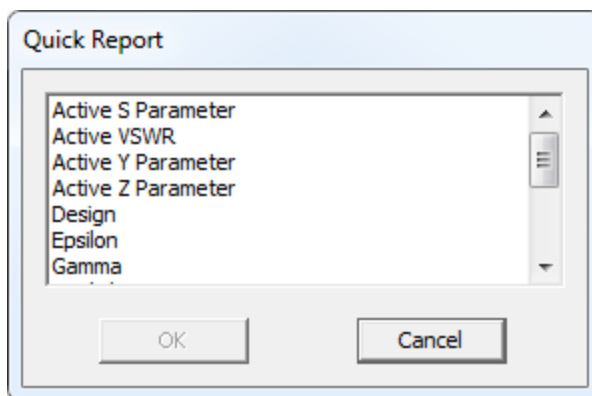 Quick Report
Active S Parameter
Active VSWR
Active Y Parameter
Active Z Parameter
Design
Epsilon
Gamma
OK
Cancel